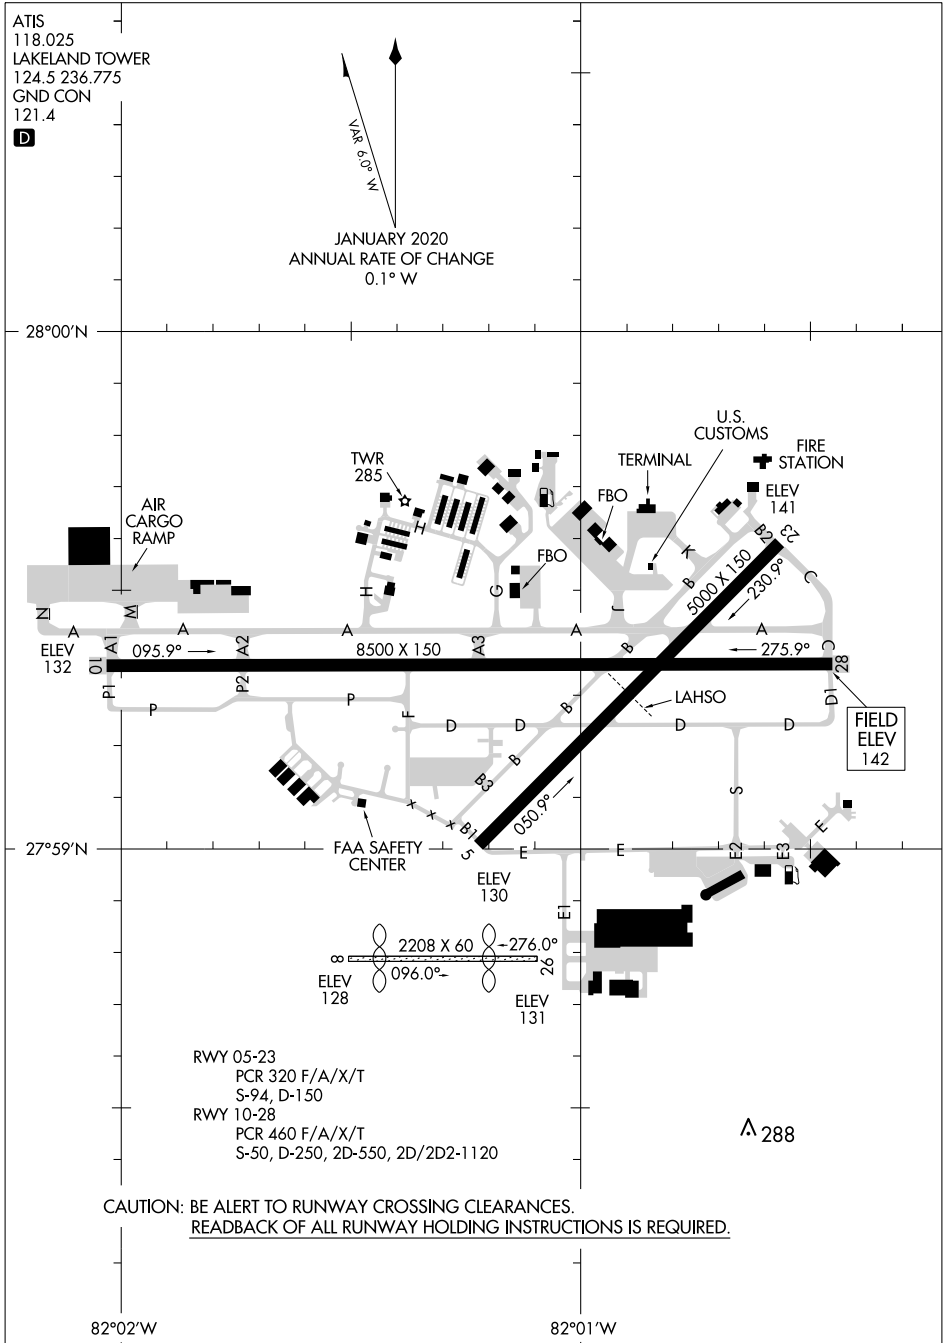 ATIS
118.025
LAKELAND TOWER
124.5 236.775
GND CON
121.4
D
VAR 6.0° W
JANUARY 2020
ANNUAL RATE OF CHANGE
0.1° W
28°00'N
U.S.
CUSTOMS
TWR
285
TERMINAL
FIRE
STATION
AIR
CARGO
RAMP
FBO
ELEV
141
H
B2
23
K
FBO
B
5000 X 150
230.9°
C
N
M
H
G
J
A
A
A
A
A
ELEV
132
A1
A2
A3
B
C
10
095.9°
8500 X 150
275.9°
28
P1
P2
P
P
F
B
LAHSO
D1
D
D
D
D
FIELD
ELEV
142
B
B3
S
050.9°
X
X
X
B1
5
E
27°59'N
FAA SAFETY
CENTER
E
E
E2
E3
ELEV
130
E1
2208 X 60
276.0°
8
096.0°
26
ELEV
128
ELEV
131
RWY 05-23
PCR 320 F/A/X/T
S-94, D-150
RWY 10-28
PCR 460 F/A/X/T
S-50, D-250, 2D-550, 2D/2D2-1120
288
CAUTION: BE ALERT TO RUNWAY CROSSING CLEARANCES.
READBACK OF ALL RUNWAY HOLDING INSTRUCTIONS IS REQUIRED.
82°02'W
82°01'W